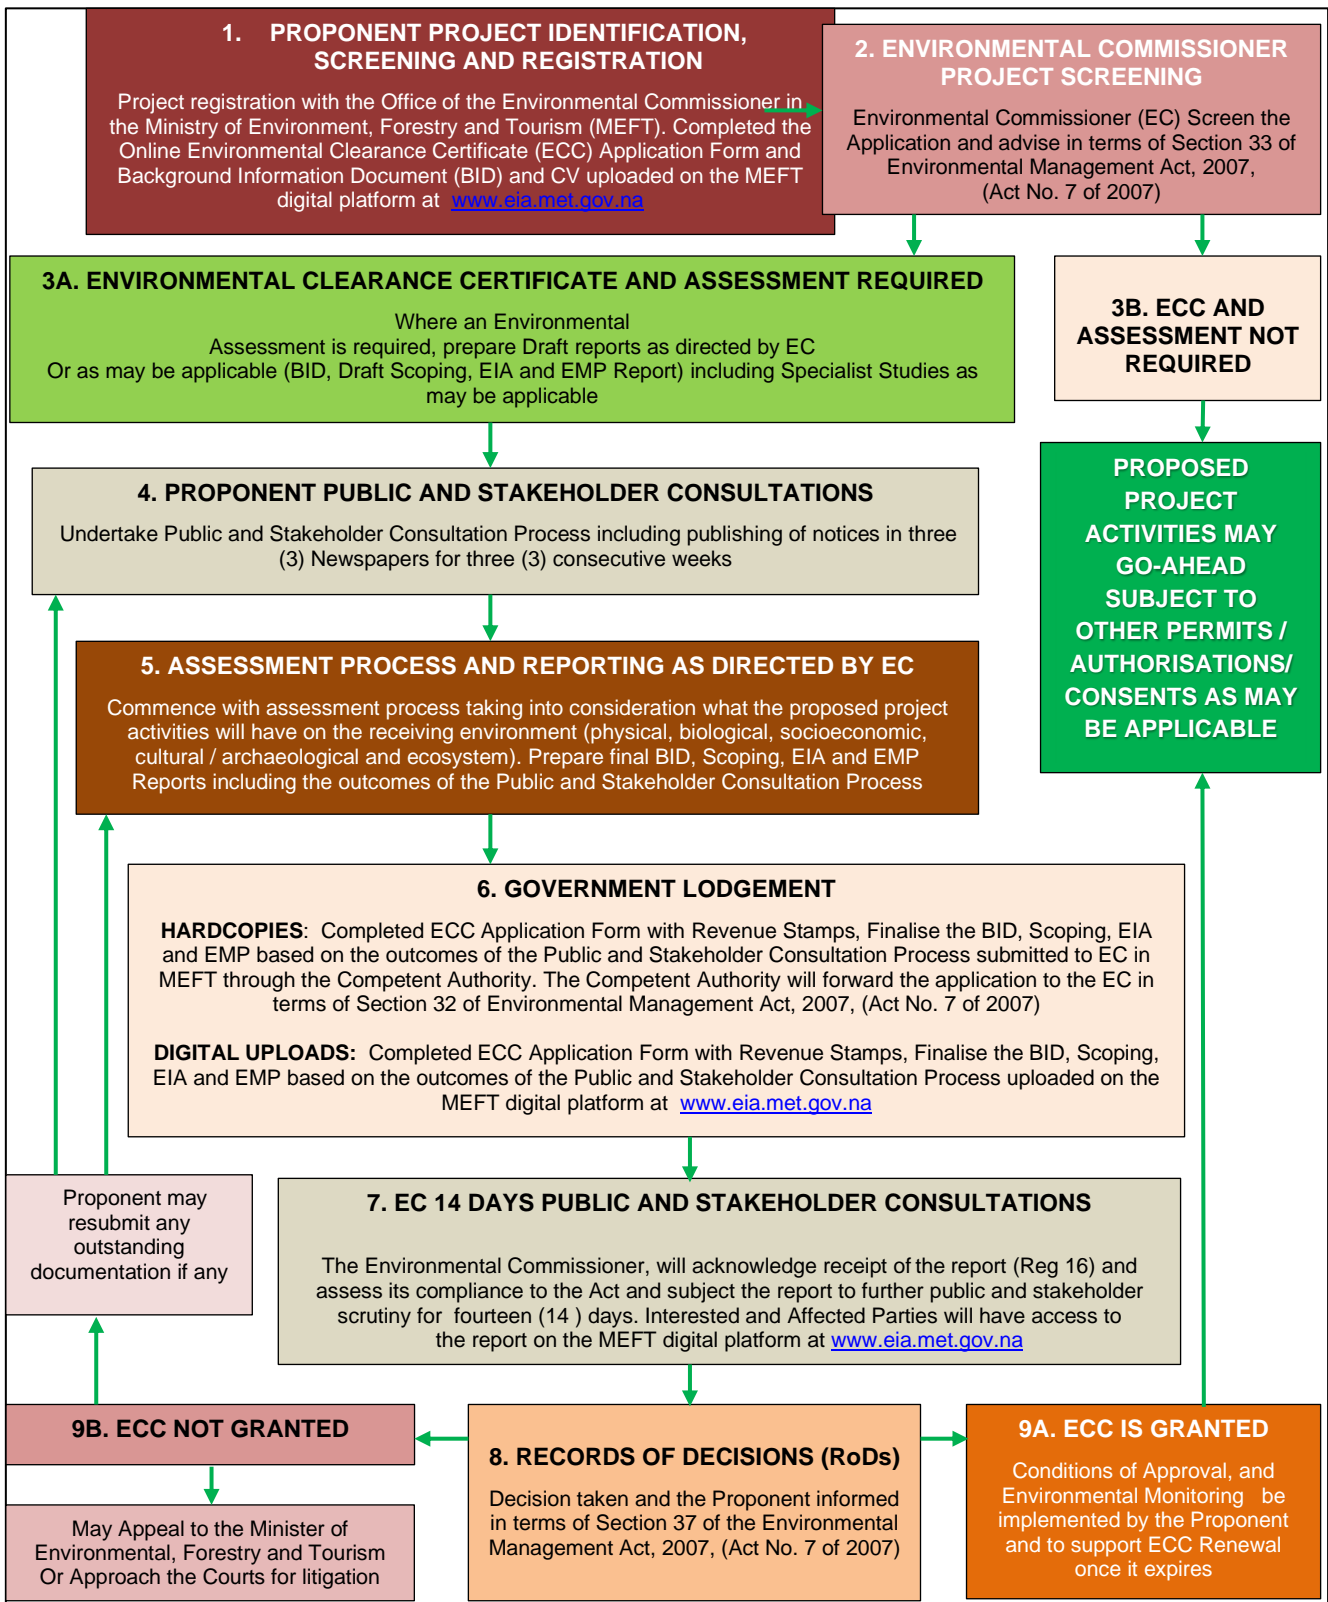 1. PROPONENT PROJECT IDENTIFICATION,
SCREENING AND REGISTRATION
Project registration with the Office of the Environmental Commissioner in
the Ministry of Environment, Forestry and Tourism (MEFT). Completed the
Online Environmental Clearance Certificate (ECC) Application Form and
Background Information Document (BID) and CV uploaded on the MEFT
digital platform at www.eia.met.gov.na
2. ENVIRONMENTAL COMMISSIONER
PROJECT SCREENING
Environmental Commissioner (EC) Screen the
Application and advise in terms of Section 33 of
Environmental Management Act, 2007,
(Act No. 7 of 2007)
3A. ENVIRONMENTAL CLEARANCE CERTIFICATE AND ASSESSMENT REQUIRED
Where an Environmental
Assessment is required, prepare Draft reports as directed by EC
Or as may be applicable (BID, Draft Scoping, EIA and EMP Report) including Specialist Studies as
may be applicable
3B. ECC AND
ASSESSMENT NOT
REQUIRED
4. PROPONENT PUBLIC AND STAKEHOLDER CONSULTATIONS
Undertake Public and Stakeholder Consultation Process including publishing of notices in three
(3) Newspapers for three (3) consecutive weeks
PROPOSED
PROJECT
ACTIVITIES MAY
GO-AHEAD
SUBJECT TO
OTHER PERMITS /
AUTHORISATIONS/
CONSENTS AS MAY
BE APPLICABLE
5. ASSESSMENT PROCESS AND REPORTING AS DIRECTED BY EC
Commence with assessment process taking into consideration what the proposed project
activities will have on the receiving environment (physical, biological, socioeconomic,
cultural / archaeological and ecosystem). Prepare final BID, Scoping, EIA and EMP
Reports including the outcomes of the Public and Stakeholder Consultation Process
6. GOVERNMENT LODGEMENT
HARDCOPIES: Completed ECC Application Form with Revenue Stamps, Finalise the BID, Scoping, EIA
and EMP based on the outcomes of the Public and Stakeholder Consultation Process submitted to EC in
MEFT through the Competent Authority. The Competent Authority will forward the application to the EC in
terms of Section 32 of Environmental Management Act, 2007, (Act No. 7 of 2007)
DIGITAL UPLOADS: Completed ECC Application Form with Revenue Stamps, Finalise the BID, Scoping,
EIA and EMP based on the outcomes of the Public and Stakeholder Consultation Process uploaded on the
MEFT digital platform at www.eia.met.gov.na
Proponent may
resubmit any
outstanding
documentation if any
7. EC 14 DAYS PUBLIC AND STAKEHOLDER CONSULTATIONS
The Environmental Commissioner, will acknowledge receipt of the report (Reg 16) and
assess its compliance to the Act and subject the report to further public and stakeholder
scrutiny for fourteen (14 ) days. Interested and Affected Parties will have access to
the report on the MEFT digital platform at www.eia.met.gov.na
9B. ECC NOT GRANTED
May Appeal to the Minister of
Environmental, Forestry and Tourism
Or Approach the Courts for litigation
8. RECORDS OF DECISIONS (RoDs)
Decision taken and the Proponent informed
in terms of Section 37 of the Environmental
Management Act, 2007, (Act No. 7 of 2007)
9A. ECC IS GRANTED
Conditions of Approval, and
Environmental Monitoring be
implemented by the Proponent
and to support ECC Renewal
once it expires